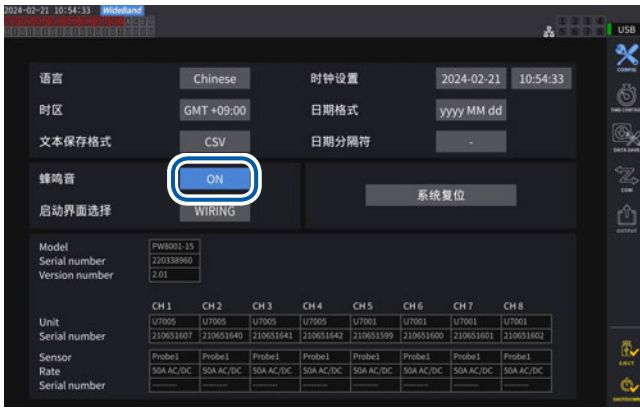 2024-02-21 10:54:33 WideBand
USB
语言 Chinese 时钟设置 2024-02-21 10:54:33
CONFIG
时区 GMT +09:00 日期格式 yyyy MM dd
TIME CONTROL
文本保存格式 CSV 日期分隔符 -
DATA SAVE
蜂鸣音 ON
COM
系统复位
启动界面选择 WIRING
OUTPUT
Model PW8001-15
Serial number 220338960
Version number 2.01
CH 1 CH 2 CH 3 CH 4 CH 5 CH 6 CH 7 CH 8
Unit U7005 U7005 U7005 U7005 U7001 U7001 U7001 U7001
Serial number 210651607 210651640 210651641 210651642 210651599 210651600 210651601 210651602
Sensor Probe1 Probe1 Probe1 Probe1 Probe1 Probe1 Probe1 Probe1
Rate 50A AC/DC 50A AC/DC 50A AC/DC 50A AC/DC 50A AC/DC 50A AC/DC 50A AC/DC 50A AC/DC
EJECT
Serial number --------- --------- --------- --------- --------- --------- --------- ---------
SHUTDOWN